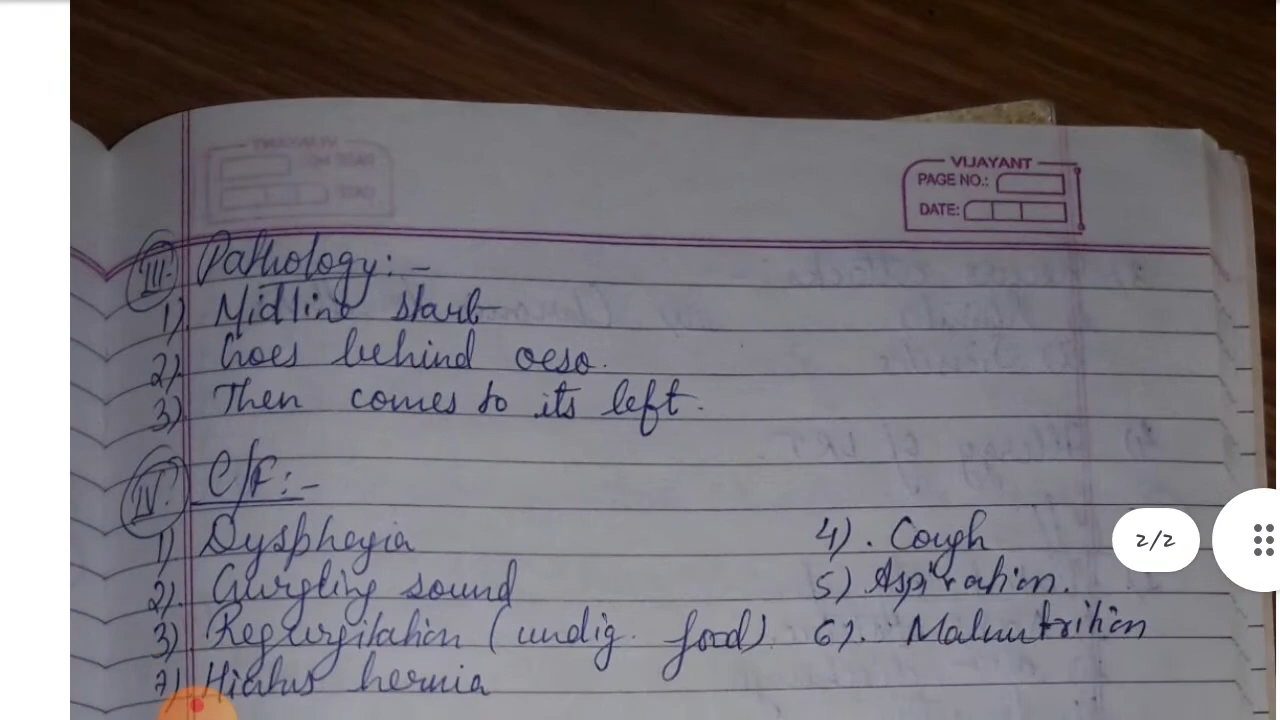 VIJAYANT
PAGE NO.:
DATE:
III. Pathology:-
1) Midline start
2). Goes behind oeso.
3) Then comes to its left.
IV. C/F:-
1) Dysphagia
2). Gurgling sound
3) Regurgitation (undig. food)
4). Cough
5) Aspiration.
6). Malnutrition
7) Hiatus hernia
2/2